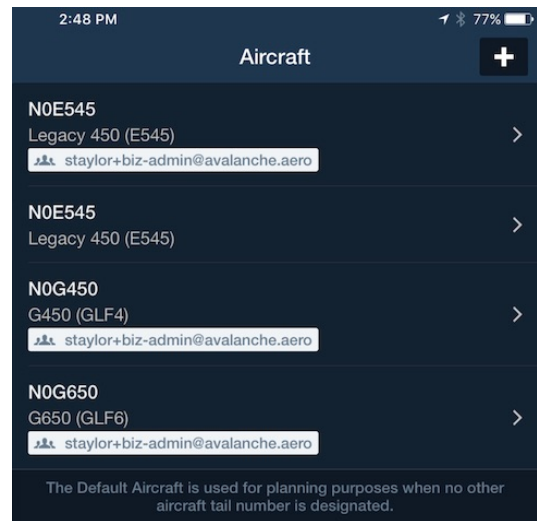 2:48 PM 77%
Aircraft
N0E545
Legacy 450 (E545)
staylor+biz-admin@avalanche.aero
N0E545
Legacy 450 (E545)
N0G450
G450 (GLF4)
staylor+biz-admin@avalanche.aero
N0G650
G650 (GLF6)
staylor+biz-admin@avalanche.aero
The Default Aircraft is used for planning purposes when no other
aircraft tail number is designated.